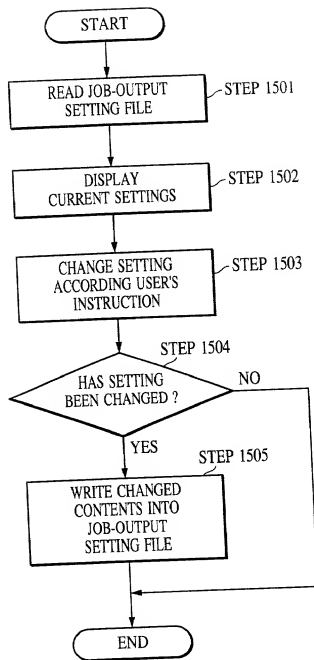 START
READ JOB-OUTPUT
SETTING FILE
STEP 1501
DISPLAY
CURRENT SETTINGS
STEP 1502
CHANGE SETTING
ACCORDING USER'S
INSTRUCTION
STEP 1503
STEP 1504
HAS SETTING
BEEN CHANGED ?
NO
YES
STEP 1505
WRITE CHANGED
CONTENTS INTO
JOB-OUTPUT
SETTING FILE
END